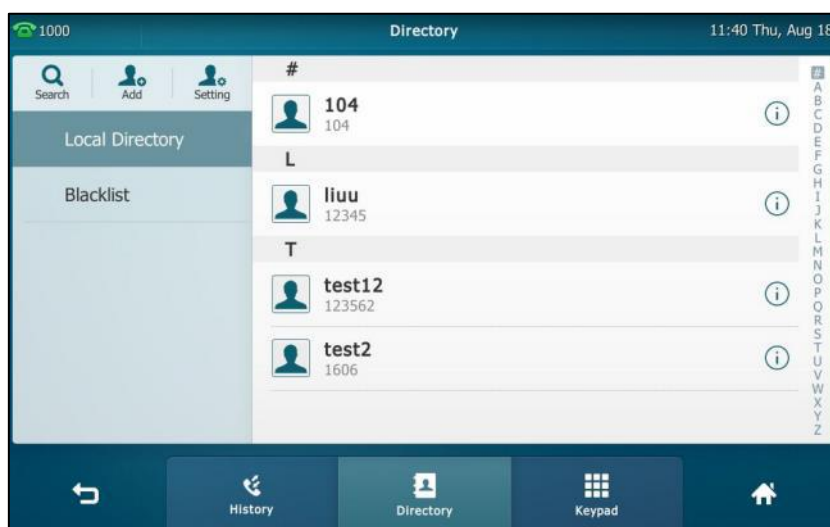 1000 Directory 11:40 Thu, Aug 18
Search Add Setting
Local Directory
Blacklist
#
104
104
L
liuu
12345
T
test12
123562
test2
1606
#
A
B
C
D
E
F
G
H
I
J
K
L
M
N
O
P
Q
R
S
T
U
V
W
X
Y
Z
History Directory Keypad